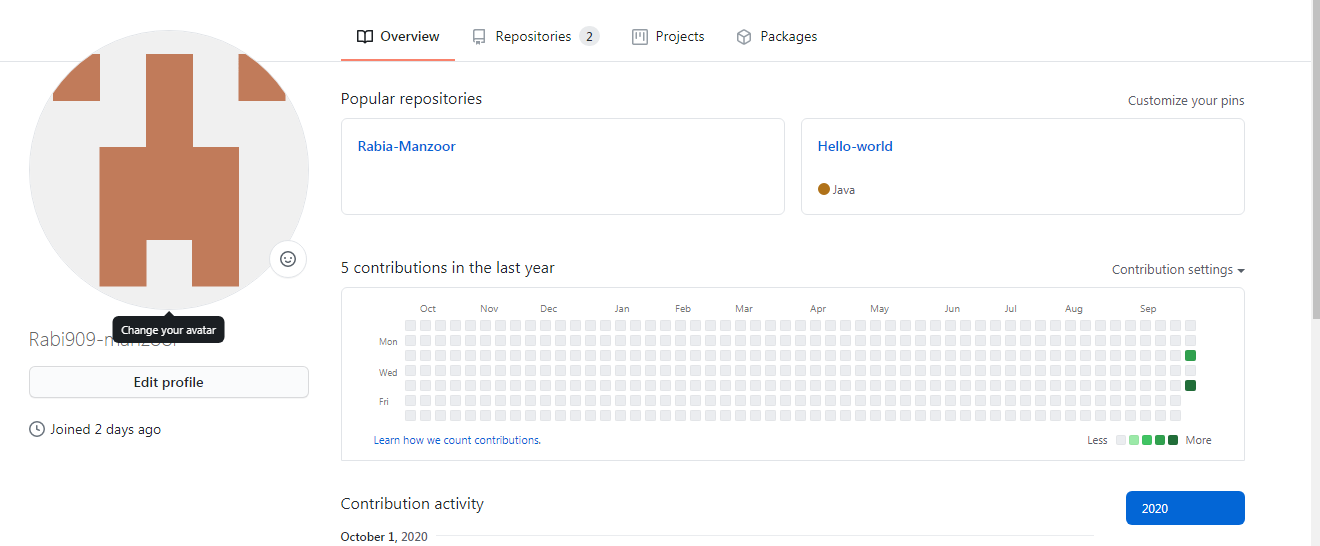 Overview Repositories 2 Projects Packages
Popular repositories Customize your pins
Rabia-Manzoor Hello-world
Java
5 contributions in the last year Contribution settings
Oct Nov Dec Jan Feb Mar Apr May Jun Jul Aug Sep
Mon
Wed
Fri
Learn how we count contributions. Less More
Change your avatar
Rabi909-
Edit profile
Joined 2 days ago
Contribution activity 2020
October 1, 2020